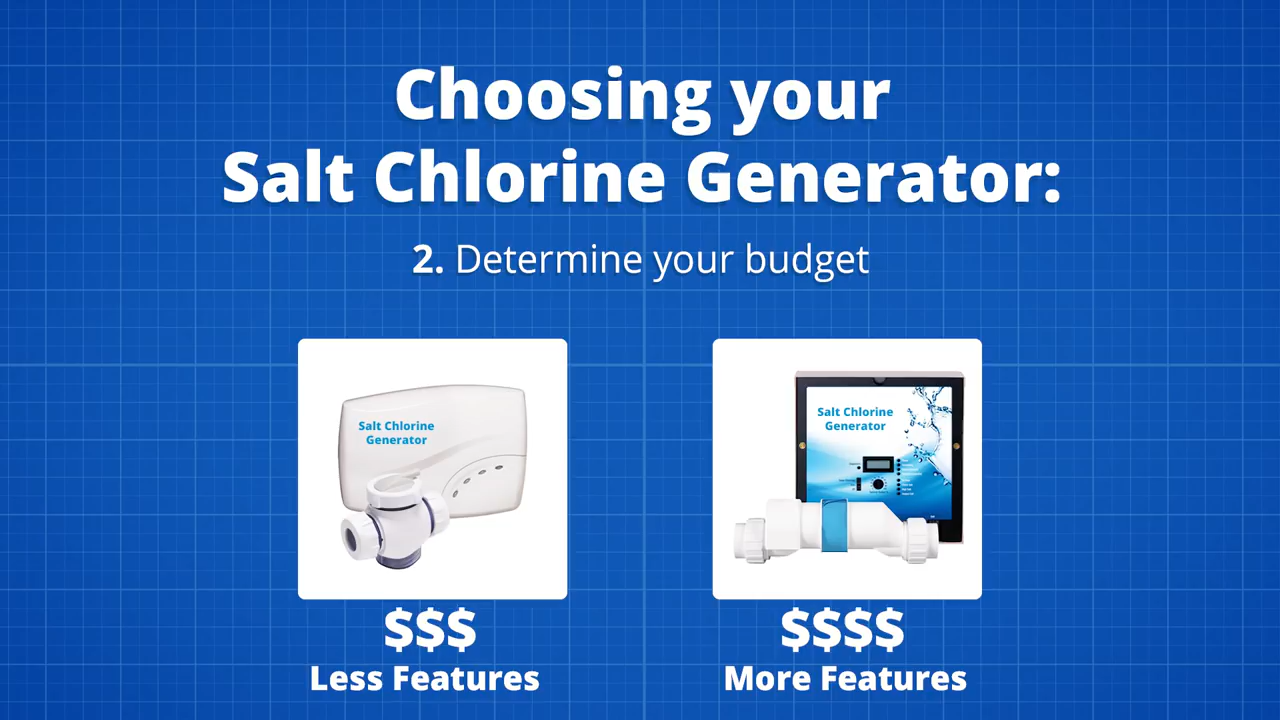 Choosing your
Salt Chlorine Generator:
2. Determine your budget
Salt Chlorine
Generator
Salt Chlorine
Generator
$$$
$$$$
Less Features
More Features